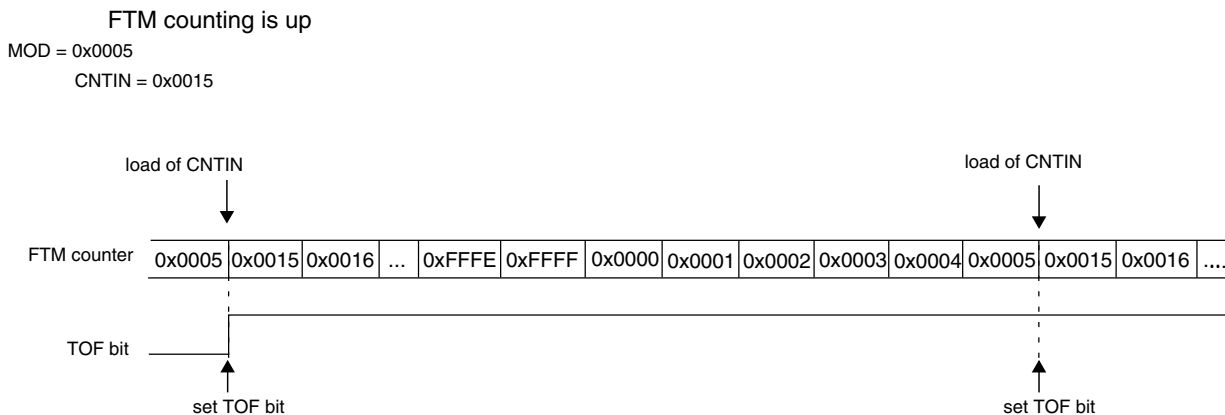 FTM counting is up
MOD = 0x0005
CNTIN = 0x0015
load of CNTIN load of CNTIN
FTM counter 0x0005 0x0015 0x0016 ... 0xFFFE 0xFFFF 0x0000 0x0001 0x0002 0x0003 0x0004 0x0005 0x0015 0x0016 ....
TOF bit
set TOF bit set TOF bit